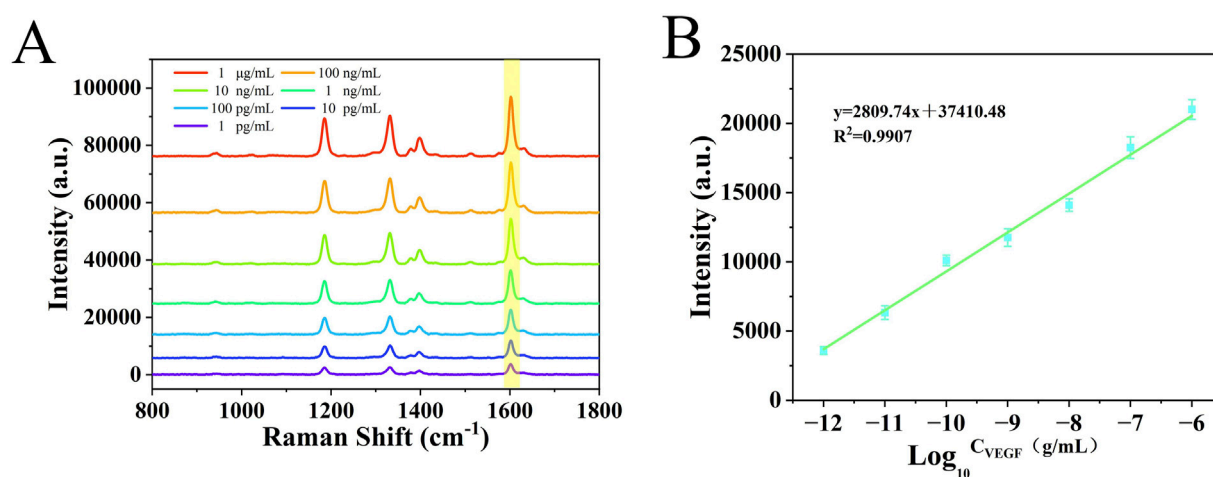 A
Intensity (a.u.)
100000
80000
60000
40000
20000
0
1 μg/mL 100 ng/mL
10 ng/mL 1 ng/mL
100 pg/mL 10 pg/mL
1 pg/mL
800 1000 1200 1400 1600 1800
Raman Shift (cm⁻¹)
B
Intensity (a.u.)
25000
20000
15000
10000
5000
0
y=2809.74x+37410.48
R²=0.9907
−12 −11 −10 −9 −8 −7 −6
Log₁₀ C_VEGF (g/mL)